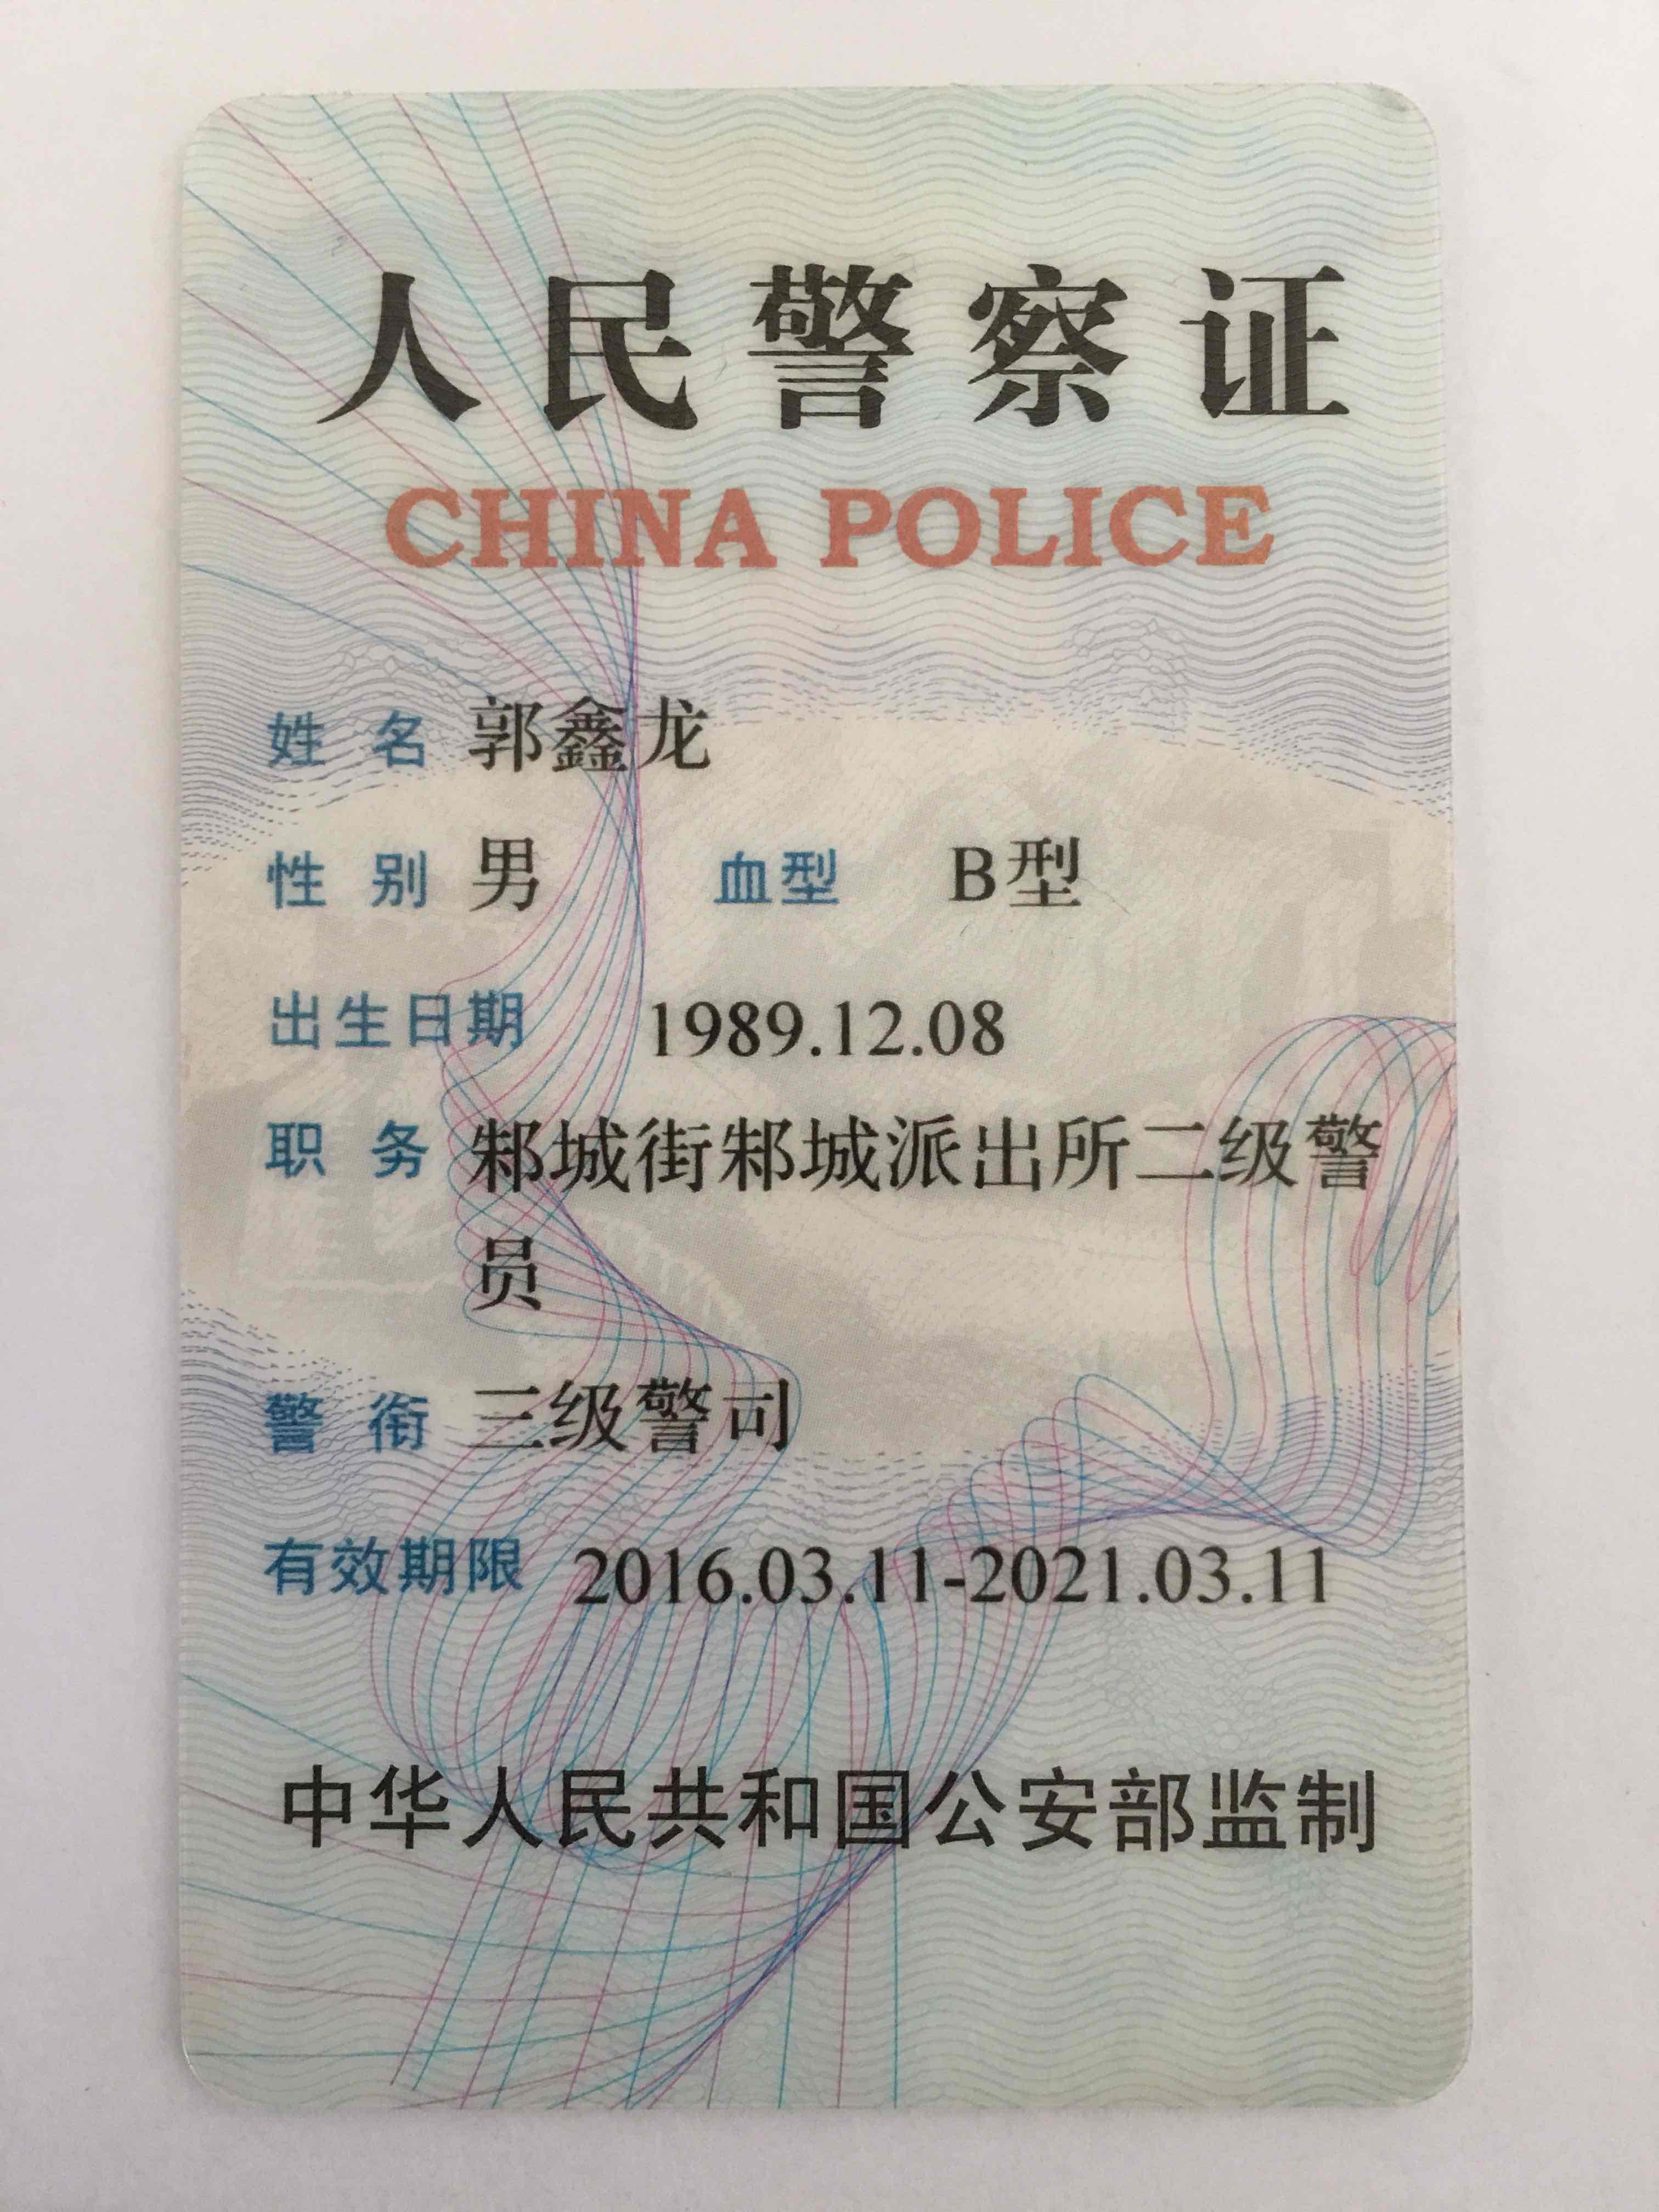 人民警察证
CHINA POLICE
姓 名 郭鑫龙
性 别 男 血型 B型
出生日期 1989.12.08
职 务 邾城街邾城派出所二级警
员
警 衔 三级警司
有效期限 2016.03.11-2021.03.11
中华人民共和国公安部监制